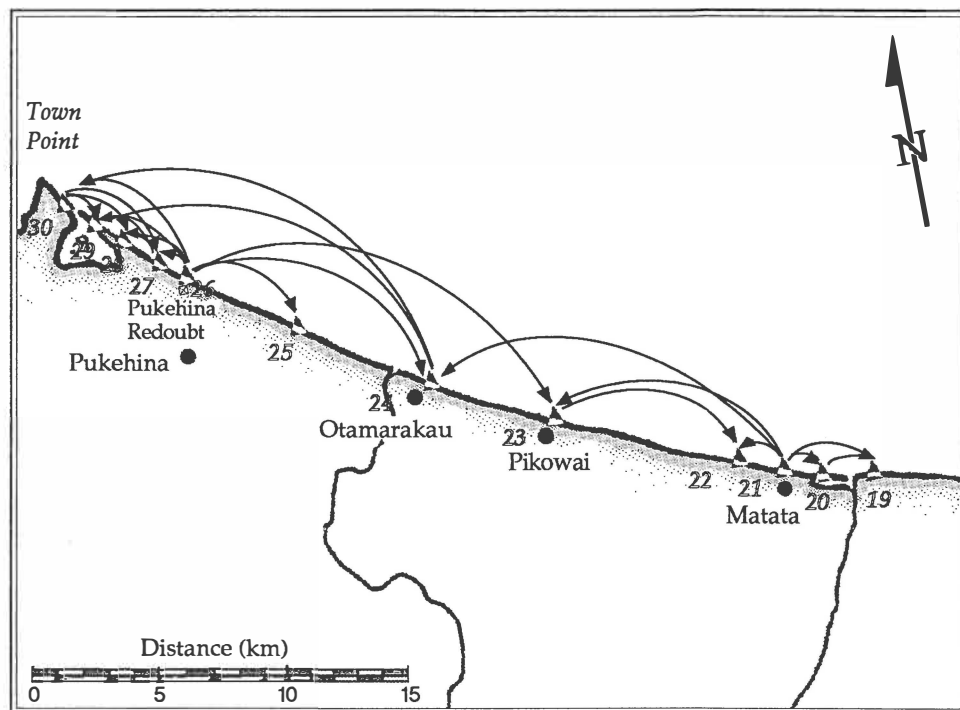 Town
Point
N
30
29
27
26
Pukehina
Redoubt
25
Pukehina
24
Otamarakau
23
Pikowai
22
21
20
19
Matata
Distance (km)
0 5 10 15